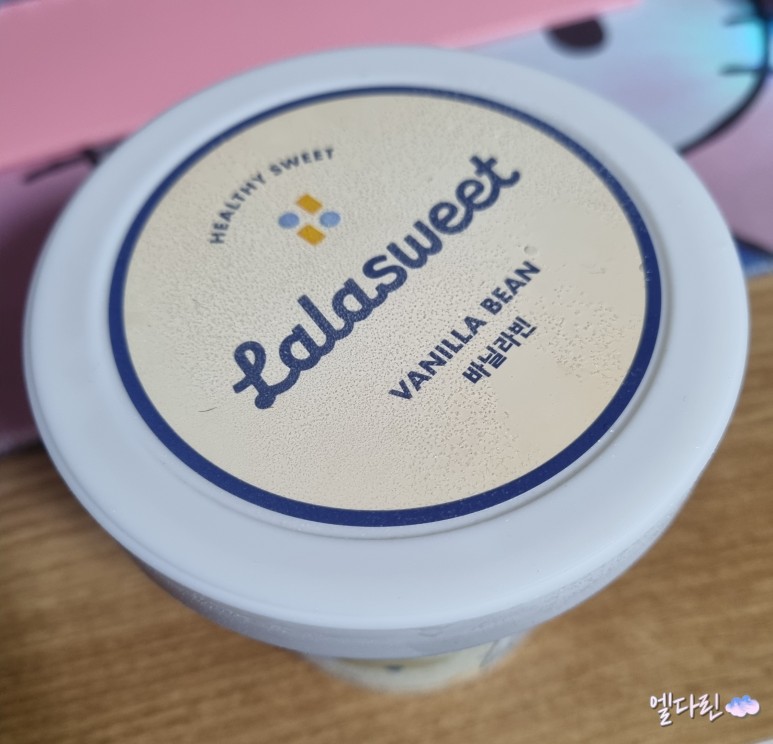 HEALTHY SWEET
Lalasweet
VANILLA BEAN
바닐라빈
엘다린